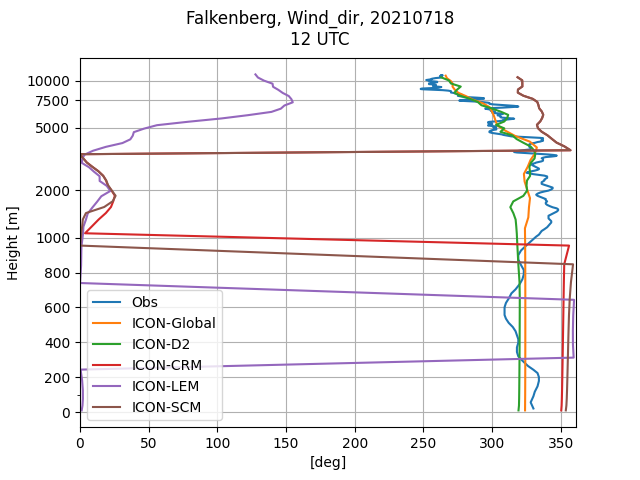 Falkenberg, Wind_dir, 20210718
12 UTC
10000
7500
5000
2000
1000
800
600
400
200
0
Height [m]
Obs
ICON-Global
ICON-D2
ICON-CRM
ICON-LEM
ICON-SCM
0 50 100 150 200 250 300 350
[deg]